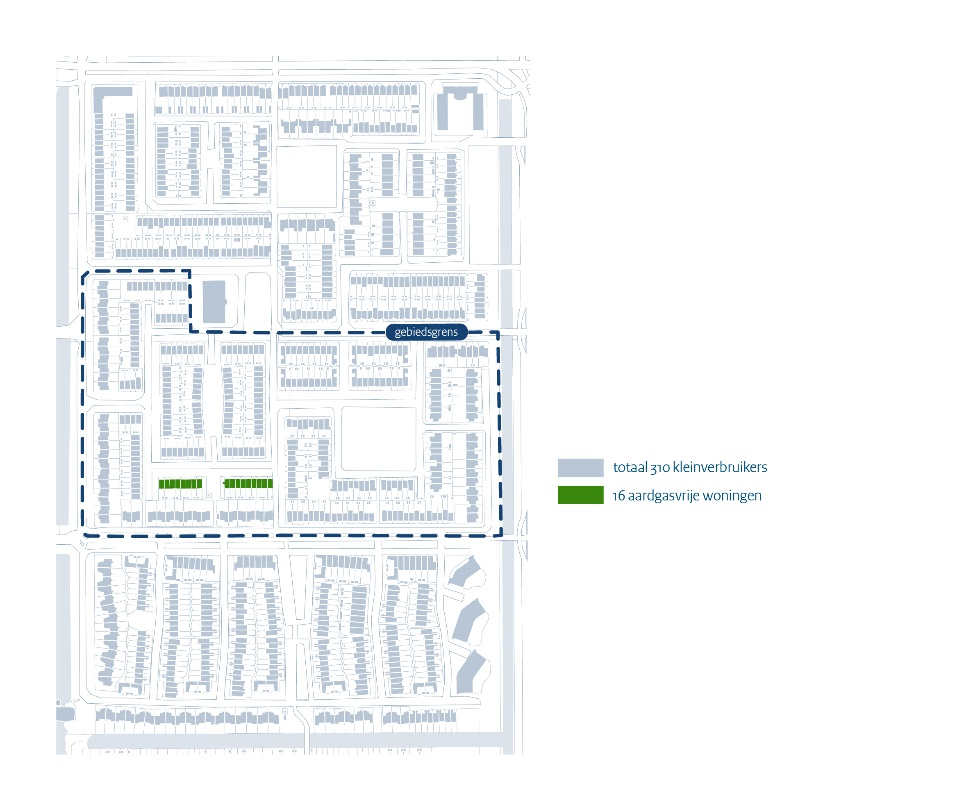 gebiedsgrens
totaal 310 kleinverbruikers
16 aardgasvrije woningen